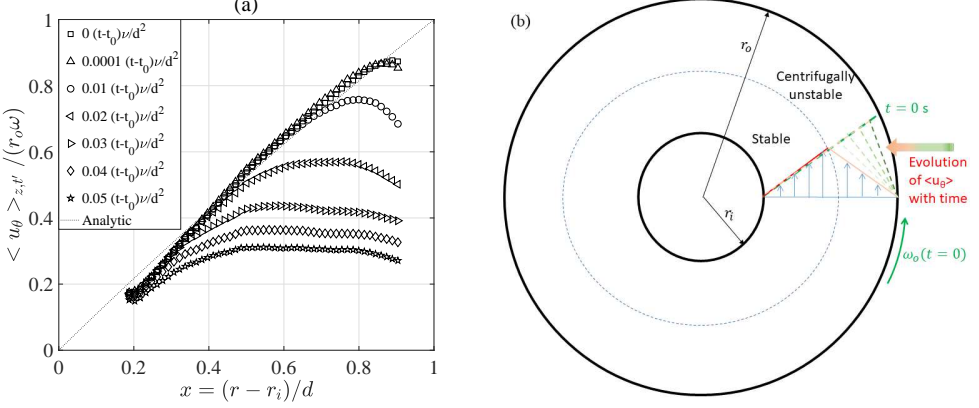 (a)
1
0.8
0.6
0.4
0.2
0
0 0.2 0.4 0.6 0.8 1
< u_θ >_{z,t'} /(r_oω)
x = (r − r_i)/d
0 (t-t_0)ν/d^2
0.0001 (t-t_0)ν/d^2
0.01 (t-t_0)ν/d^2
0.02 (t-t_0)ν/d^2
0.03 (t-t_0)ν/d^2
0.04 (t-t_0)ν/d^2
0.05 (t-t_0)ν/d^2
Analytic
(b)
r_o
Centrifugally
unstable
t = 0 s
Stable
Evolution
of <u_θ>
with time
r_i
ω_o(t = 0)